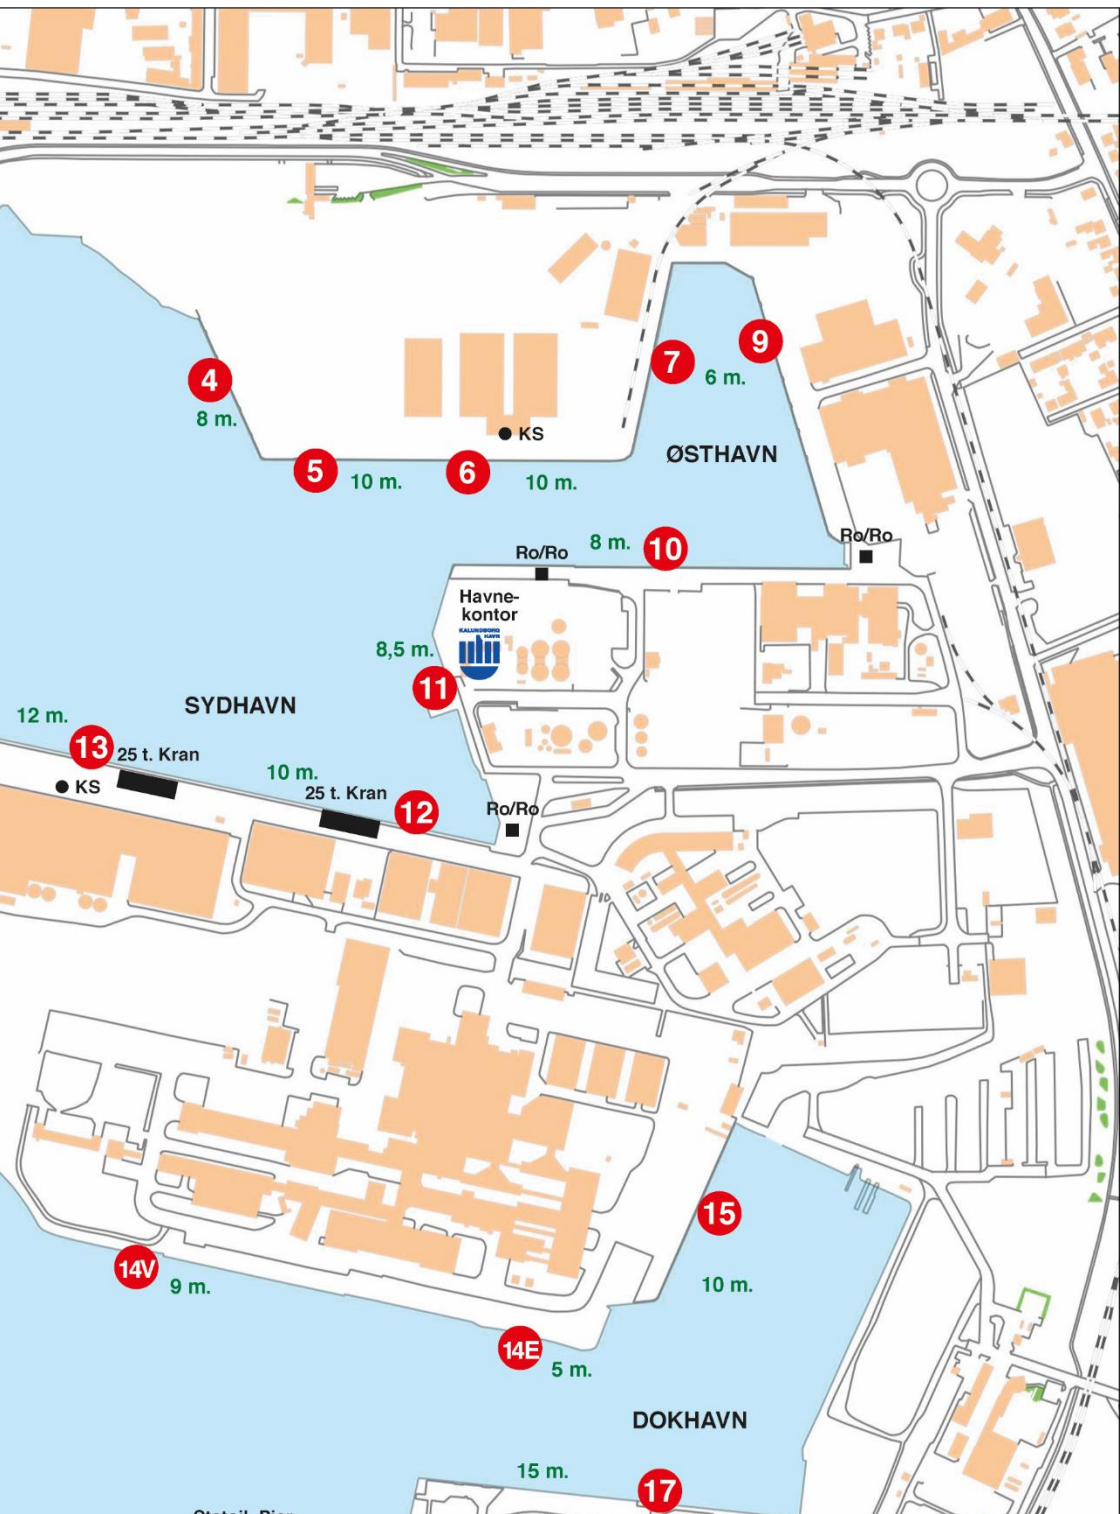 9
7
6 m.
4
8 m.
KS
ØSTHAVN
5
10 m.
6
10 m.
8 m.
10
Ro/Ro
Ro/Ro
Havne-
kontor
KALUNDBORG
HAVN
8,5 m.
11
SYDHAVN
12 m.
13
25 t. Kran
KS
10 m.
25 t. Kran
12
Ro/Ro
15
14V
9 m.
10 m.
14E
5 m.
DOKHAVN
15 m.
17